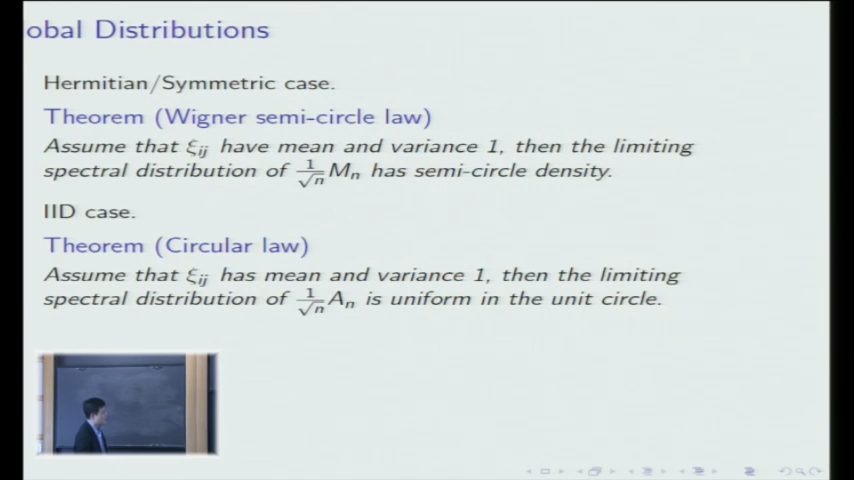 obal Distributions
Hermitian/Symmetric case.
Theorem (Wigner semi-circle law)
Assume that ξij have mean and variance 1, then the limiting
spectral distribution of 1/√n Mn has semi-circle density.
IID case.
Theorem (Circular law)
Assume that ξij has mean and variance 1, then the limiting
spectral distribution of 1/√n An is uniform in the unit circle.